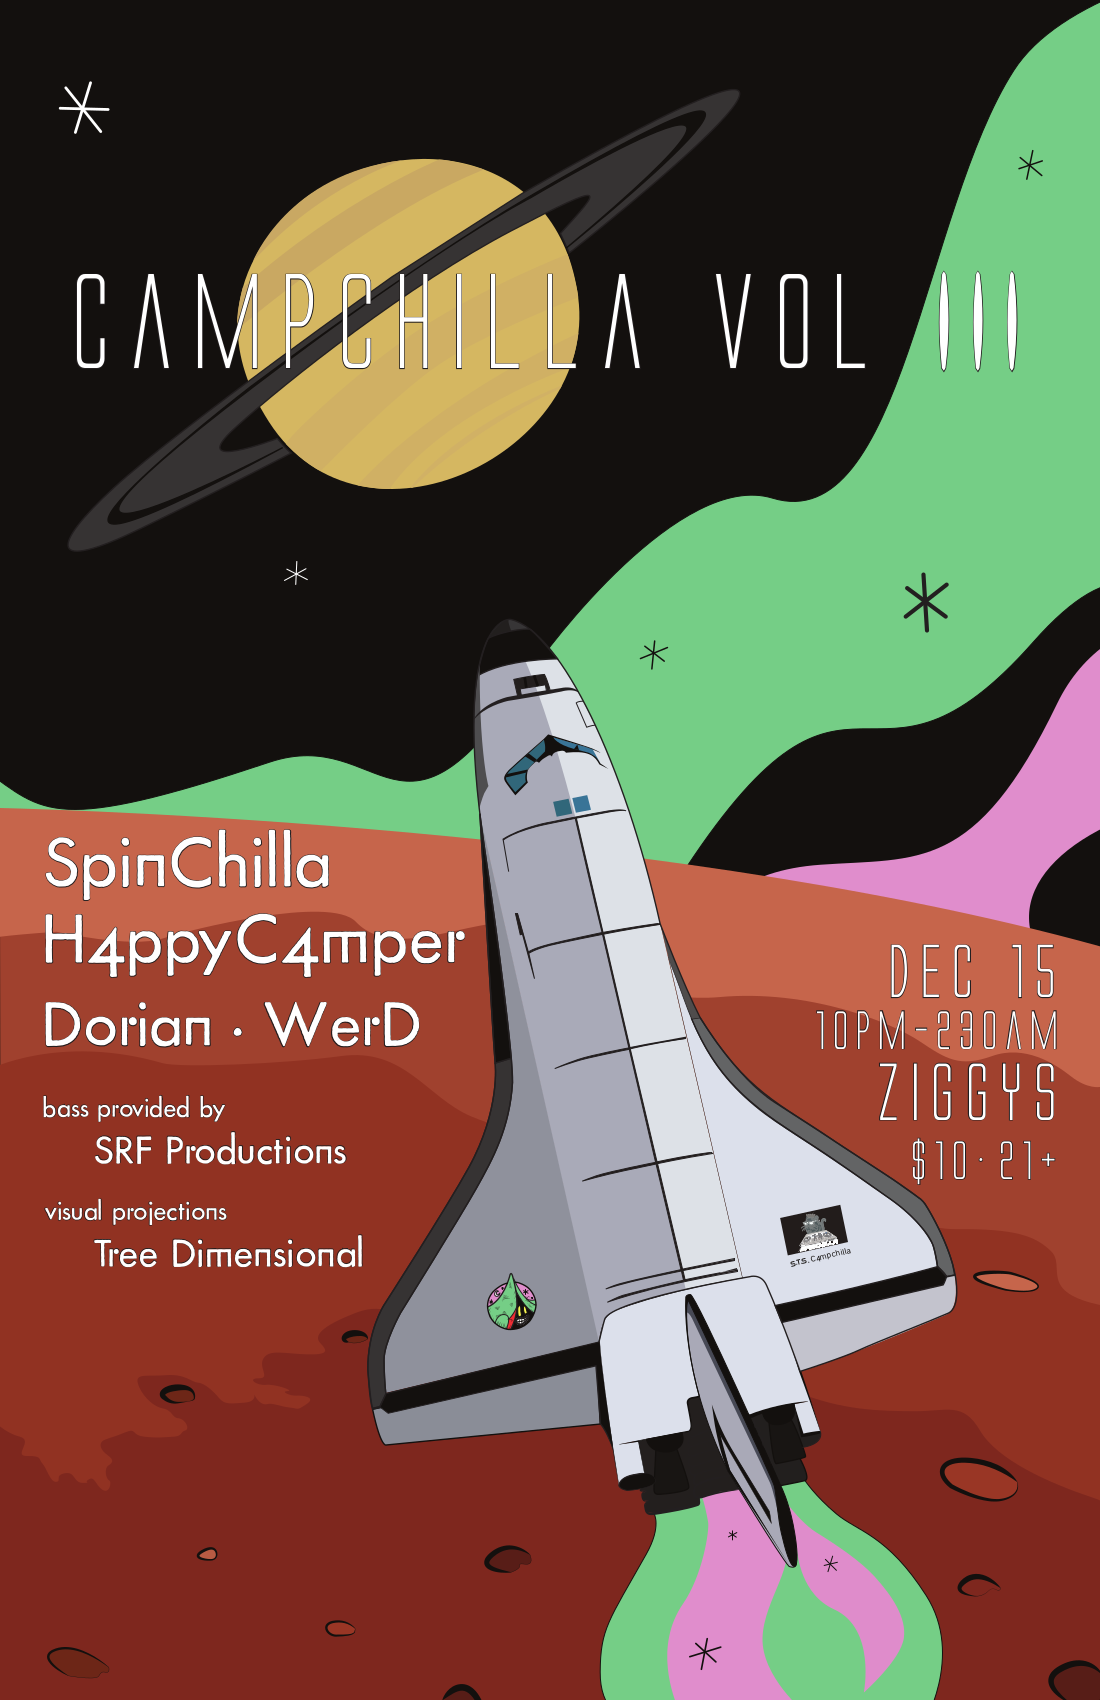 CAMPCHILLA VOL III
SpinChilla
H4ppyC4mper
Dorian · WerD
bass provided by
SRF Productions
visual projections
Tree Dimensional
DEC 15
10PM-230AM
ZIGGYS
$10·21+
S.T.S. C4mpchilla